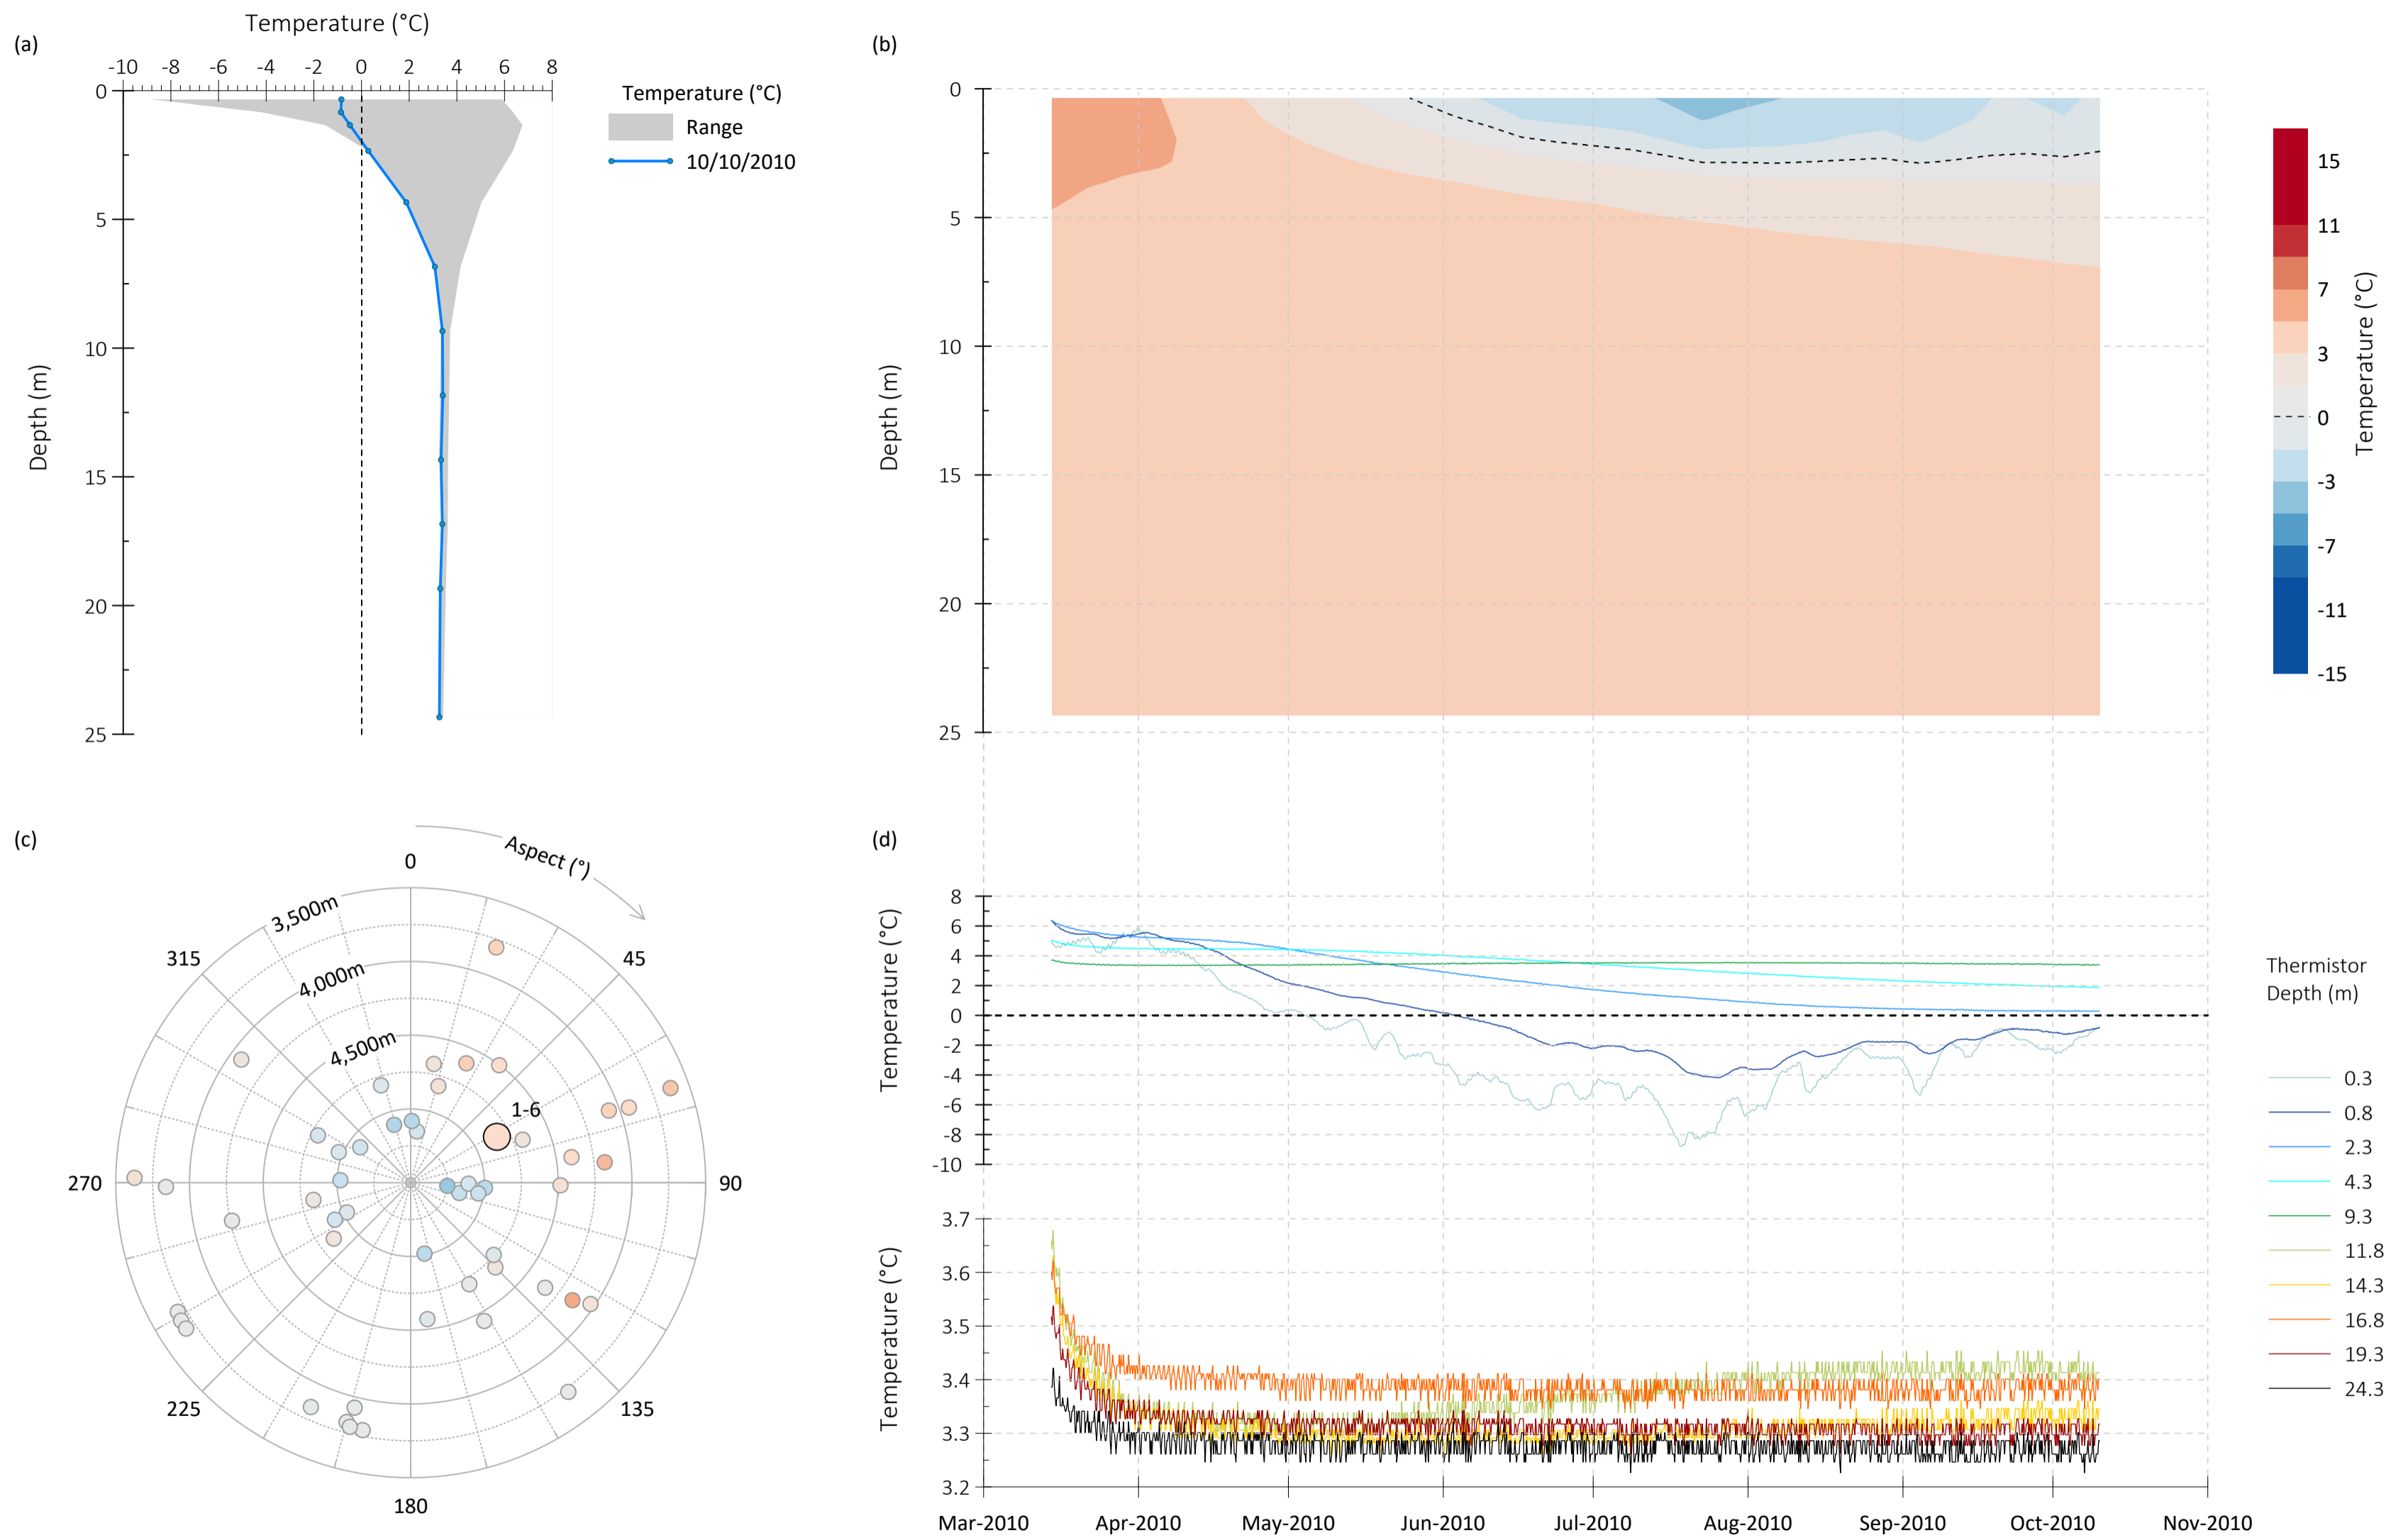 (a)
Temperature (°C)
-10 -8 -6 -4 -2 0 2 4 6 8
0
5
10
15
20
25
Depth (m)
Temperature (°C)
Range
10/10/2010
(b)
0
5
10
15
20
25
Depth (m)
15
11
7
3
0
-3
-7
-11
-15
Temperature (°C)
(c)
Aspect (°)
0
45
90
135
180
225
270
315
3,500m
4,000m
4,500m
1-6
(d)
8
6
4
2
0
-2
-4
-6
-8
-10
Temperature (°C)
3.7
3.6
3.5
3.4
3.3
3.2
Temperature (°C)
Mar-2010 Apr-2010 May-2010 Jun-2010 Jul-2010 Aug-2010 Sep-2010 Oct-2010 Nov-2010
Thermistor
Depth (m)
0.3
0.8
2.3
4.3
9.3
11.8
14.3
16.8
19.3
24.3